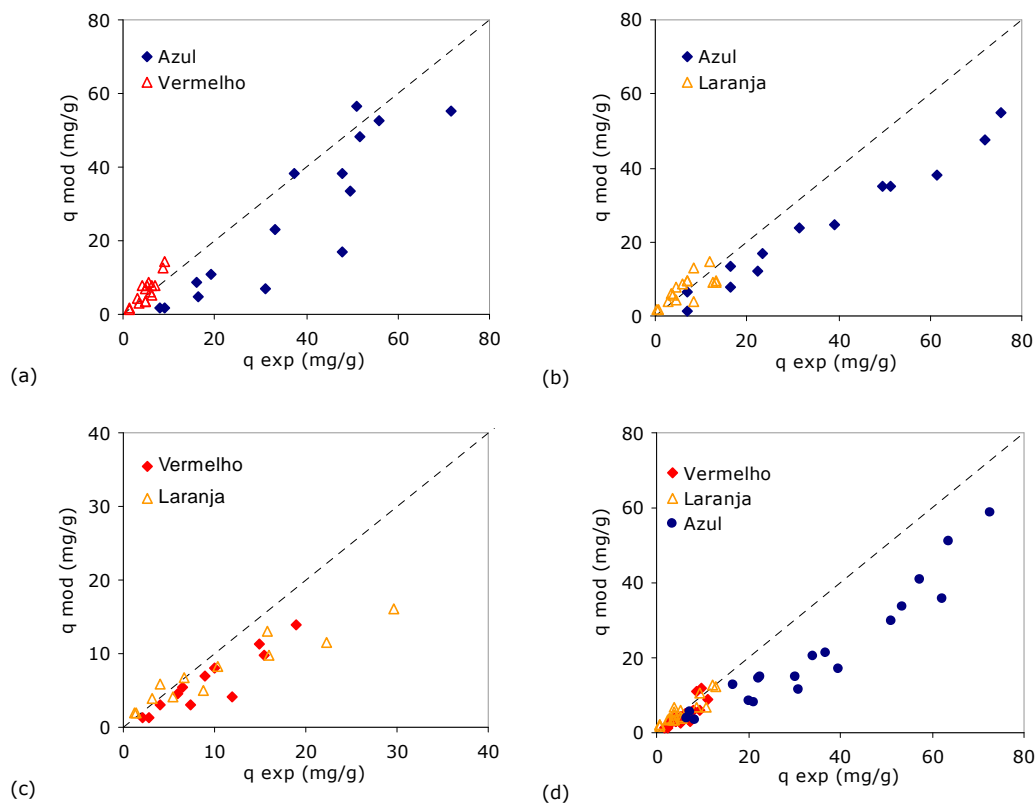 80
60
40
20
0
q mod (mg/g)
Azul
Vermelho
0 20 40 60 80
q exp (mg/g)
(a)
80
60
40
20
0
q mod (mg/g)
Azul
Laranja
0 20 40 60 80
q exp (mg/g)
(b)
40
30
20
10
0
q mod (mg/g)
Vermelho
Laranja
0 10 20 30 40
q exp (mg/g)
(c)
80
60
40
20
0
q mod (mg/g)
Vermelho
Laranja
Azul
0 20 40 60 80
q exp (mg/g)
(d)